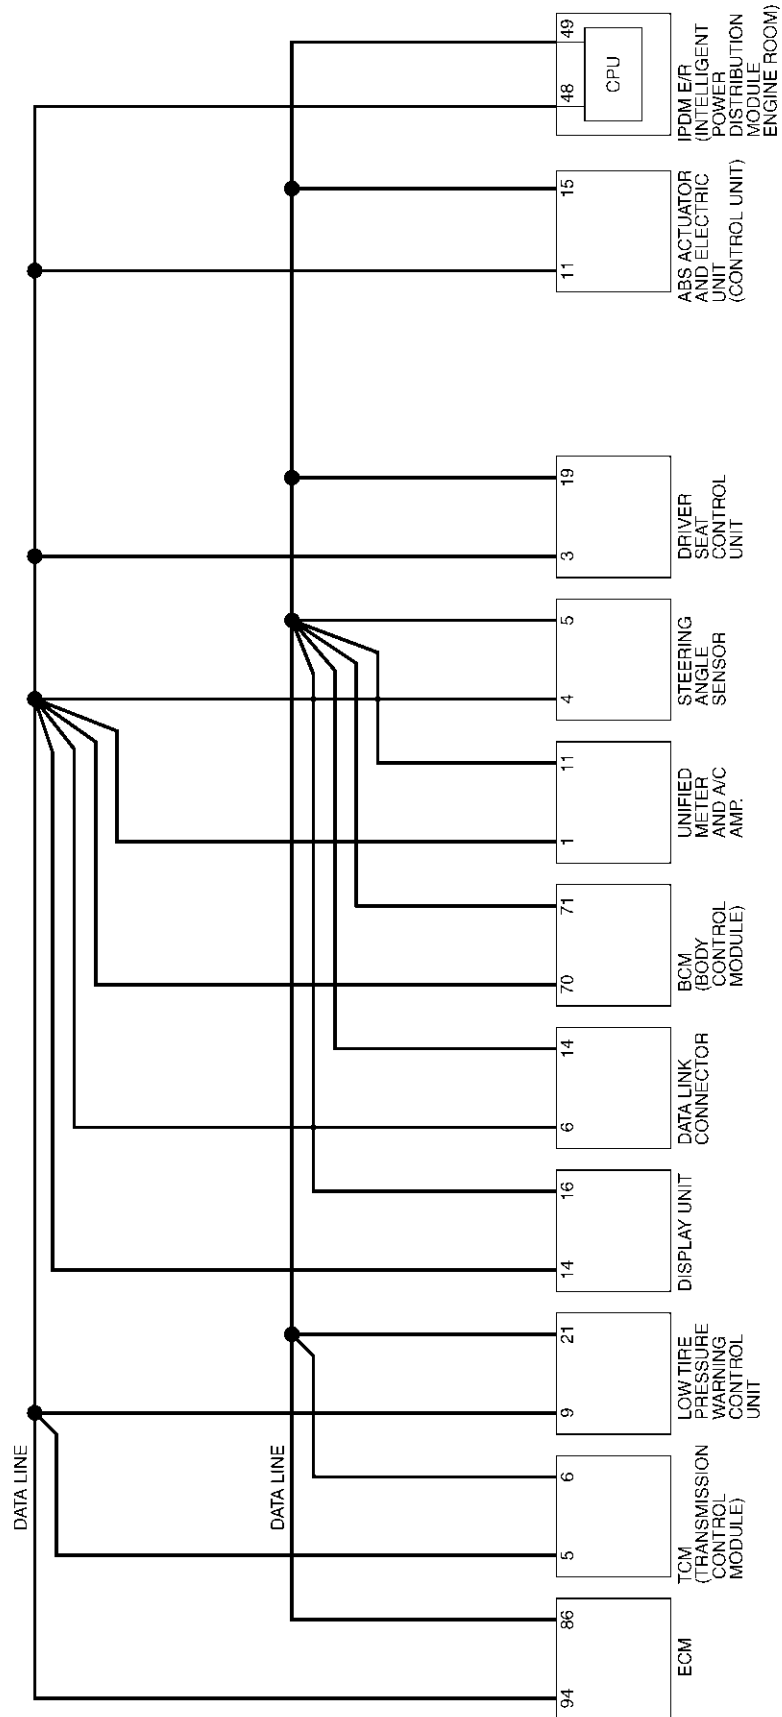 DATA LINE
DATA LINE
94
86
ECM
5
6
TCM
(TRANSMISSION
CONTROL
MODULE)
9
21
LOW TIRE
PRESSURE
WARNING
CONTROL
UNIT
14
16
DISPLAY UNIT
6
14
DATA LINK
CONNECTOR
70
71
BCM
(BODY
CONTROL
MODULE)
1
11
UNIFIED
METER
AND A/C
AMP.
4
5
STEERING
ANGLE
SENSOR
3
19
DRIVER
SEAT
CONTROL
UNIT
11
15
ABS ACTUATOR
AND ELECTRIC
UNIT
(CONTROL UNIT)
48
49
CPU
IPDM E/R
(INTELLIGENT
POWER
DISTRIBUTION
MODULE
ENGINE ROOM)